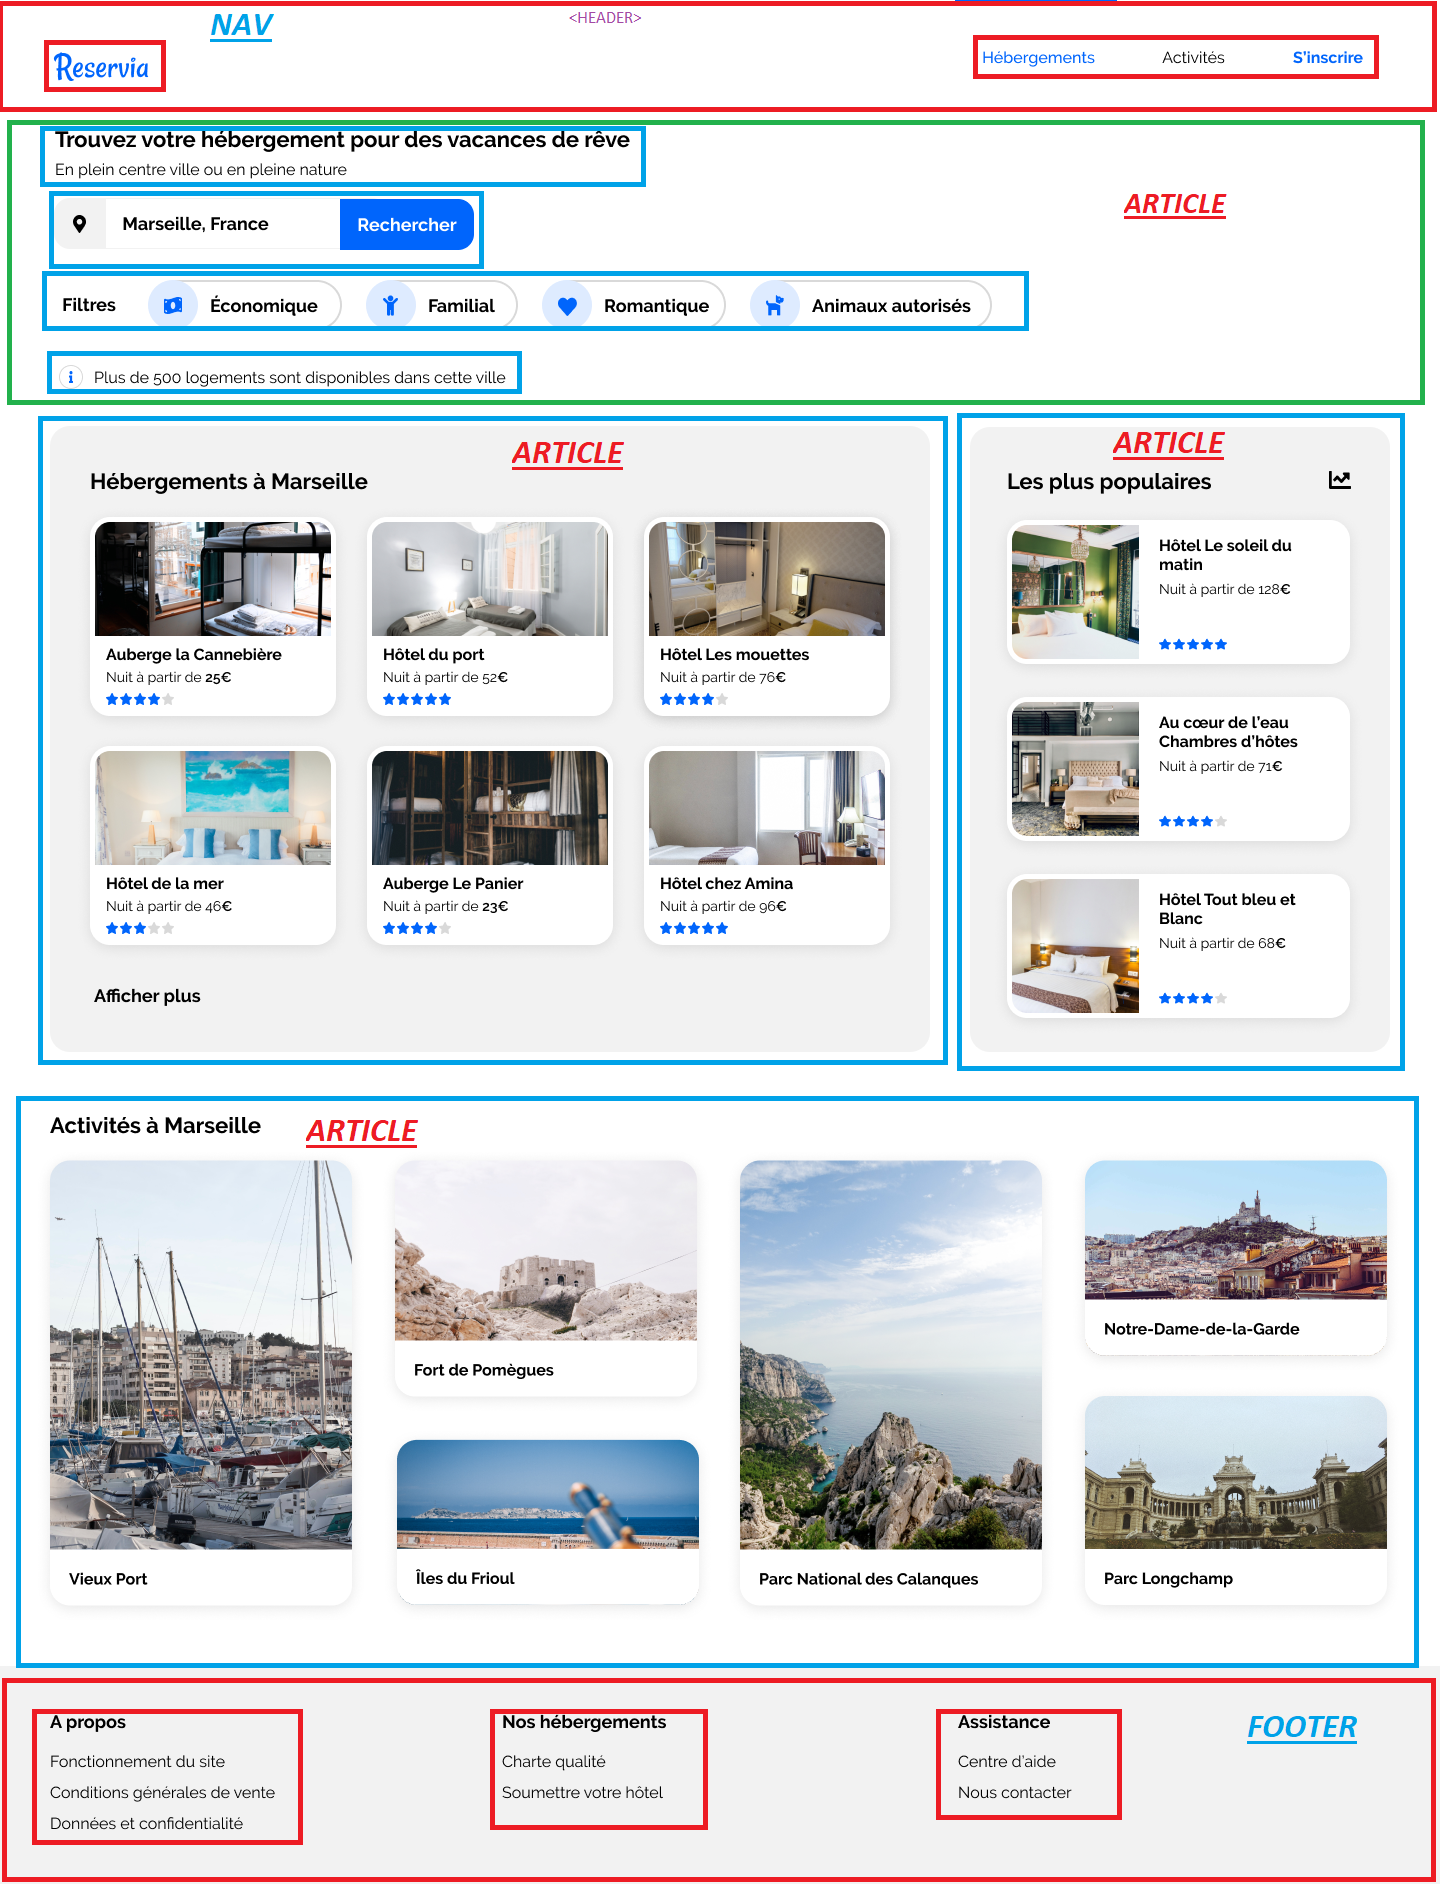 NAV
<HEADER>
Reservia
Hébergements
Activités
S'inscrire
Trouvez votre hébergement pour des vacances de rêve
En plein centre ville ou en pleine nature
ARTICLE
Marseille, France
Rechercher
Filtres
Économique
Familial
Romantique
Animaux autorisés
Plus de 500 logements sont disponibles dans cette ville
ARTICLE
Hébergements à Marseille
Auberge la Cannebière
Nuit à partir de 25€
Hôtel du port
Nuit à partir de 52€
Hôtel Les mouettes
Nuit à partir de 76€
Hôtel de la mer
Nuit à partir de 46€
Auberge Le Panier
Nuit à partir de 23€
Hôtel chez Amina
Nuit à partir de 96€
Afficher plus
ARTICLE
Les plus populaires
Hôtel Le soleil du
matin
Nuit à partir de 128€
Au cœur de l'eau
Chambres d'hôtes
Nuit à partir de 71€
Hôtel Tout bleu et
Blanc
Nuit à partir de 68€
Activités à Marseille
ARTICLE
Vieux Port
Fort de Pomègues
Îles du Frioul
Parc National des Calanques
Notre-Dame-de-la-Garde
Parc Longchamp
A propos
Fonctionnement du site
Conditions générales de vente
Données et confidentialité
Nos hébergements
Charte qualité
Soumettre votre hôtel
Assistance
Centre d'aide
Nous contacter
FOOTER